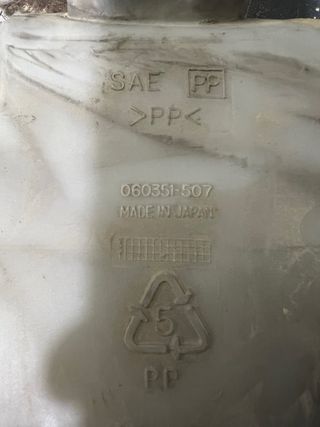 SAE PP
>PP<
060351-507
MADE IN JAPAN
5
PP